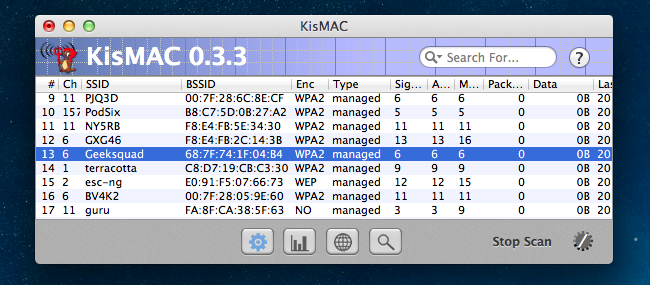 KisMAC
KisMAC 0.3.3 Search For... ?
# Ch SSID BSSID Enc Type Sig... A... M... Pack... Data Las
9 11 PJQ3D 00:7F:28:6C:8E:CF WPA2 managed 6 6 6 0 0B 20
10 157 PodSix B8:C7:5D:0B:27:A2 WPA2 managed 5 5 5 0 0B 20
11 11 NY5RB F8:E4:FB:5E:34:30 WPA2 managed 11 11 11 0 0B 20
12 6 GXG46 F8:E4:FB:2C:14:3B WPA2 managed 13 13 16 0 0B 20
13 6 Geeksquad 68:7F:74:1F:04:B4 WPA2 managed 6 6 6 0 0B 20
14 1 terracotta C8:D7:19:CB:C3:30 WPA2 managed 9 9 9 0 0B 20
15 2 esc-ng E0:91:F5:07:66:73 WEP managed 12 12 15 0 0B 20
16 6 BV4K2 00:7F:28:05:9E:60 WPA2 managed 11 11 11 0 0B 20
17 11 guru FA:8F:CA:38:5F:63 NO managed 3 3 9 0 0B 20
Stop Scan